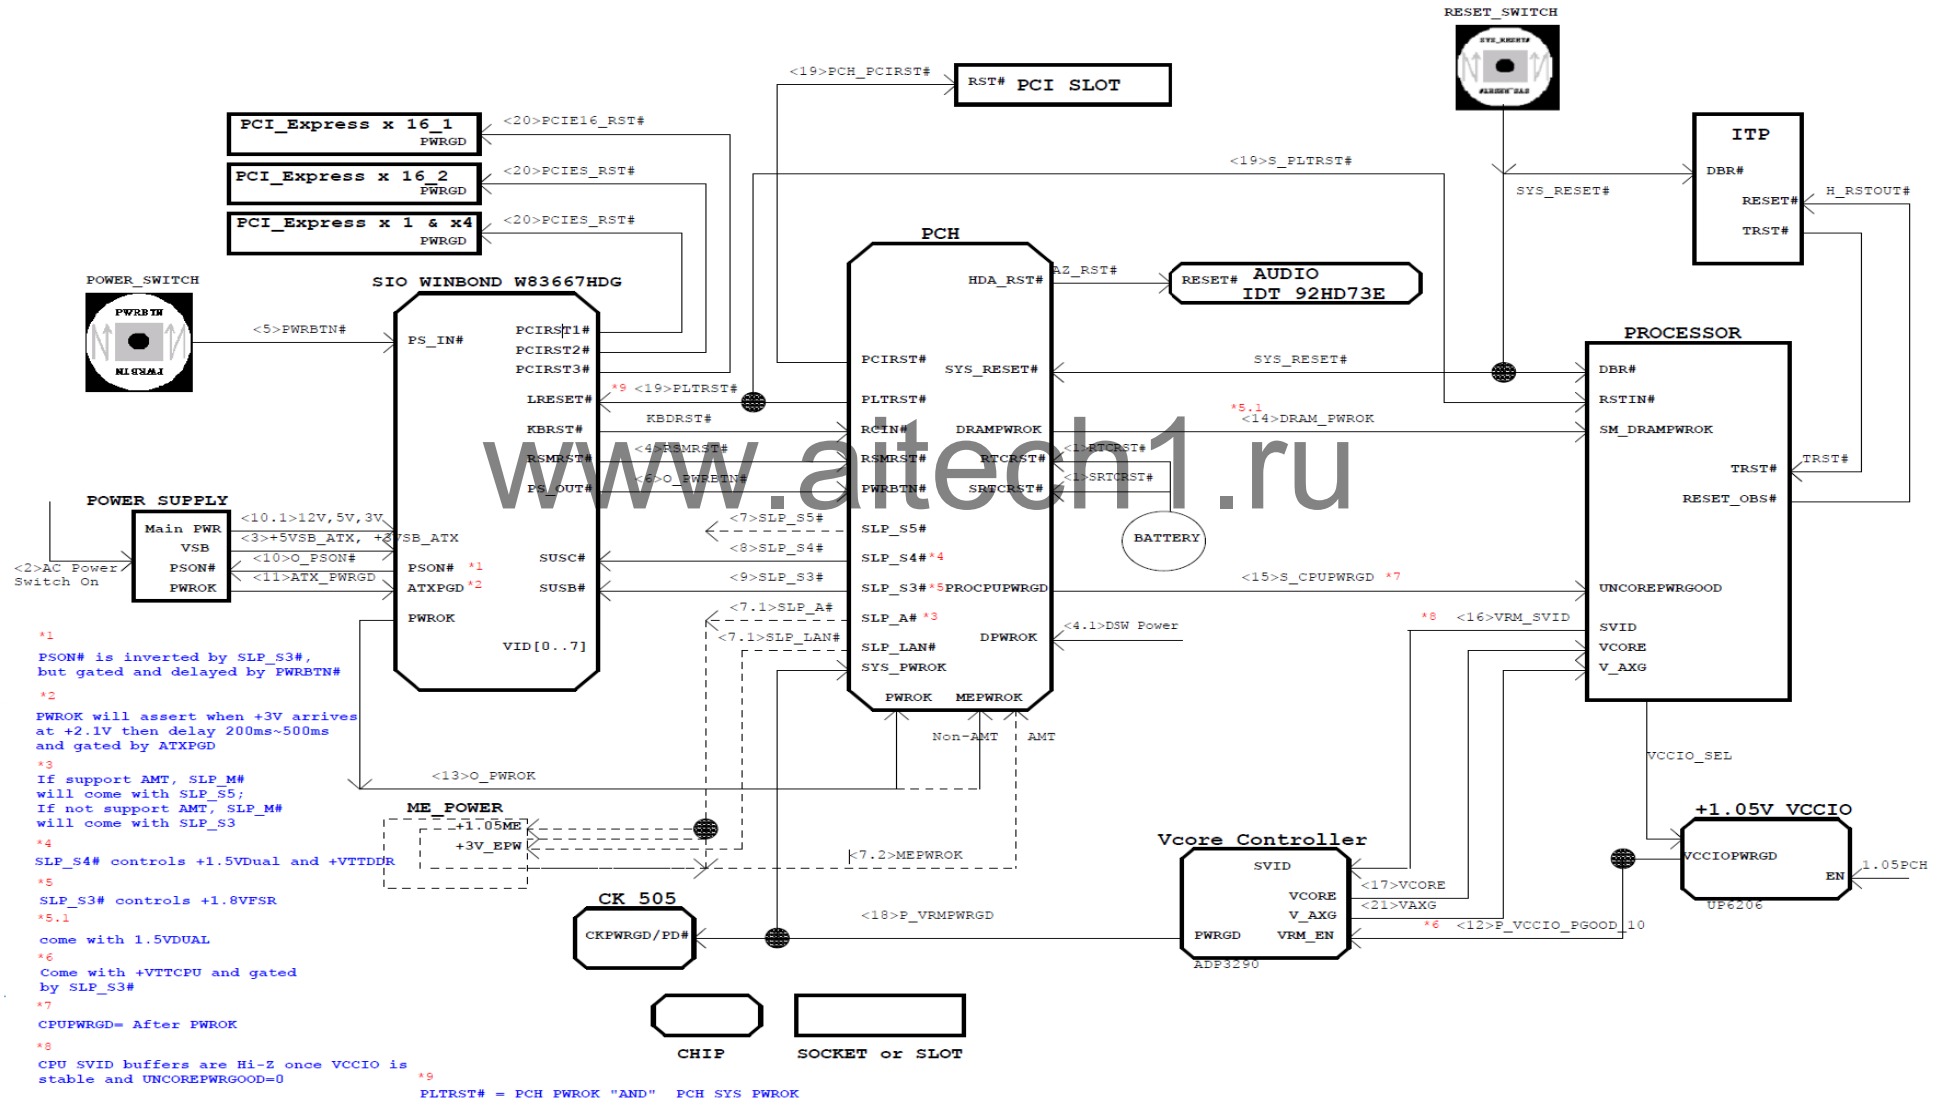 RESET_SWITCH
SYS_RESET#
SYS_RESET#
<19>PCH_PCIRST#
RST# PCI SLOT
PCI_Express x 16_1
PWRGD
<20>PCIE16_RST#
ITP
DBR#
RESET#
TRST#
H_RSTOUT#
<19>S_PLTRST#
SYS_RESET#
PCI_Express x 16_2
PWRGD
<20>PCIES_RST#
PCI_Express x 1 & x4
PWRGD
<20>PCIES_RST#
PCH
POWER_SWITCH
PWRBTN
PWRBTN
<5>PWRBTN#
SIO WINBOND W83667HDG
PS_IN#
PCIRST1#
PCIRST2#
PCIRST3#
LRESET#
KBRST#
RSMRST#
PS_OUT#
SUSC#
SUSB#
PSON# *1
ATXPGD *2
PWROK
VID[0..7]
*9 <19>PLTRST#
KBDRST#
<4>RSMRST#
<6>O_PWRBTN#
<7>SLP_S5#
<8>SLP_S4#
<9>SLP_S3#
<7.1>SLP_A#
<7.1>SLP_LAN#
HDA_RST#
AZ_RST#
RESET# AUDIO
IDT 92HD73E
PCIRST#
SYS_RESET#
PLTRST#
RCIN#
DRAMPWROK
RSMRST#
RTCRST#
PWRBTN#
SRTCRST#
SLP_S5#
SLP_S4# *4
SLP_S3# *5 PROCPUPWRGD
SLP_A# *3
SLP_LAN#
DPWROK
SYS_PWROK
PWROK
MEPWROK
<1>RTCRST#
<1>SRTCRST#
BATTERY
SYS_RESET#
*5.1
<14>DRAM_PWROK
<15>S_CPUPWRGD *7
<4.1>DSW Power
*8 <16>VRM_SVID
PROCESSOR
DBR#
RSTIN#
SM_DRAMPWROK
TRST#
RESET_OBS#
UNCOREPWRGOOD
SVID
VCORE
V_AXG
TRST#
www.aitech1.ru
POWER SUPPLY
Main PWR
VSB
PSON#
PWROK
<10.1>12V,5V,3V
<3>+5VSB_ATX, +3VSB_ATX
<10>O_PSON#
<11>ATX_PWRGD
<2>AC Power
Switch On
Non-AMT
AMT
<13>O_PWROK
ME_POWER
+1.05ME
+3V_EPW
<7.2>MEPWROK
VCCIO_SEL
+1.05V VCCIO
VCCIOPWRGD
EN
1.05PCH
UP6206
Vcore Controller
SVID
VCORE
V_AXG
PWRGD
VRM_EN
ADP3290
<17>VCORE
<21>VAXG
*6 <12>P_VCCIO_PGOOD_10
<18>P_VRMPWRGD
CK 505
CKPWRGD/PD#
CHIP
SOCKET or SLOT
*1
PSON# is inverted by SLP_S3#,
but gated and delayed by PWRBTN#
*2
PWROK will assert when +3V arrives
at +2.1V then delay 200ms~500ms
and gated by ATXPGD
*3
If support AMT, SLP_M#
will come with SLP_S5;
If not support AMT, SLP_M#
will come with SLP_S3
*4
SLP_S4# controls +1.5VDual and +VTTDDR
*5
SLP_S3# controls +1.8VFSR
*5.1
come with 1.5VDUAL
*6
Come with +VTTCPU and gated
by SLP_S3#
*7
CPUPWRGD= After PWROK
*8
CPU SVID buffers are Hi-Z once VCCIO is
stable and UNCOREPWRGOOD=0
*9
PLTRST# = PCH PWROK "AND" PCH SYS PWROK